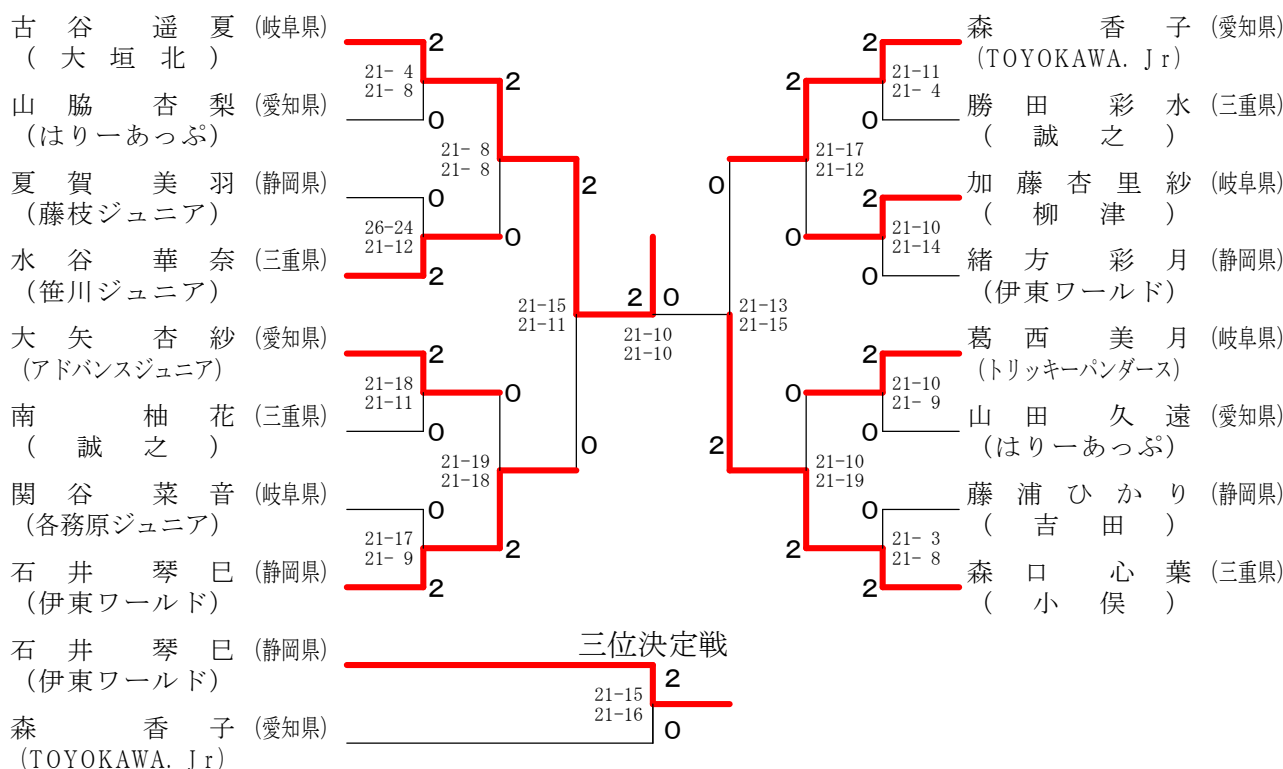 古谷 遥夏 (岐阜県)
(大垣北)
2
21- 4
21- 8
2
山脇 杏梨 (愛知県)
(はりーあっぷ)
0
21- 8
21- 8
2
夏賀 美羽 (静岡県)
(藤枝ジュニア)
0
26-24
21-12
0
水谷 華奈 (三重県)
(笹川ジュニア)
2
21-15
21-11
2
大矢 杏紗 (愛知県)
(アドバンスジュニア)
2
21-18
21-11
0
南 柚花 (三重県)
(誠之)
0
21-19
21-18
0
関谷 菜音 (岐阜県)
(各務原ジュニア)
0
21-17
21- 9
2
石井 琴巳 (静岡県)
(伊東ワールド)
2
21-10
21-10
森 香子 (愛知県)
(TOYOKAWA.Jr)
2
21-11
21- 4
2
勝田 彩水 (三重県)
(誠之)
0
21-17
21-12
0
加藤杏里紗 (岐阜県)
(柳津)
2
21-10
21-14
0
緒方 彩月 (静岡県)
(伊東ワールド)
0
21-13
21-15
0
葛西 美月 (岐阜県)
(トリッキーパンダース)
2
21-10
21- 9
0
山田 久遠 (愛知県)
(はりーあっぷ)
0
21-10
21-19
2
藤浦ひかり (静岡県)
(吉田)
0
21- 3
21- 8
2
森口 心葉 (三重県)
(小俣)
2
三位決定戦
石井 琴巳 (静岡県)
(伊東ワールド)
2
21-15
21-16
森 香子 (愛知県)
(TOYOKAWA.Jr)
0